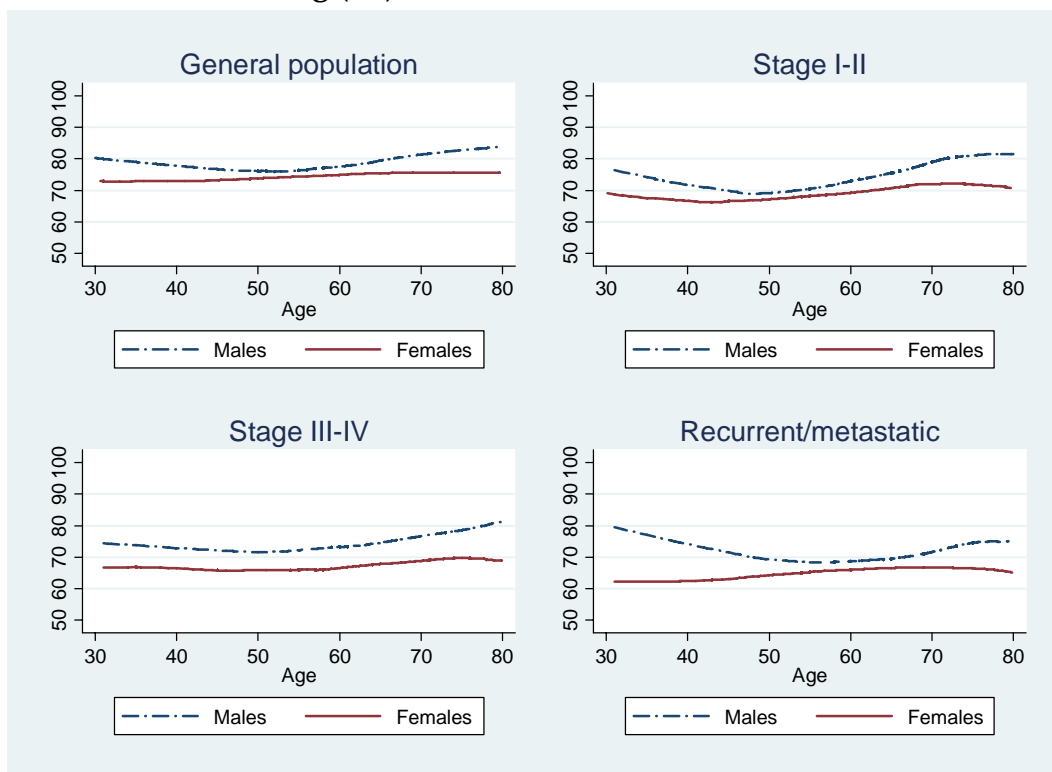 General population
Stage I-II
50 60 70 80 90 100
50 60 70 80 90 100
30 40 50 60 70 80
30 40 50 60 70 80
Age
Age
Males Females
Males Females
Stage III-IV
Recurrent/metastatic
50 60 70 80 90 100
50 60 70 80 90 100
30 40 50 60 70 80
30 40 50 60 70 80
Age
Age
Males Females
Males Females